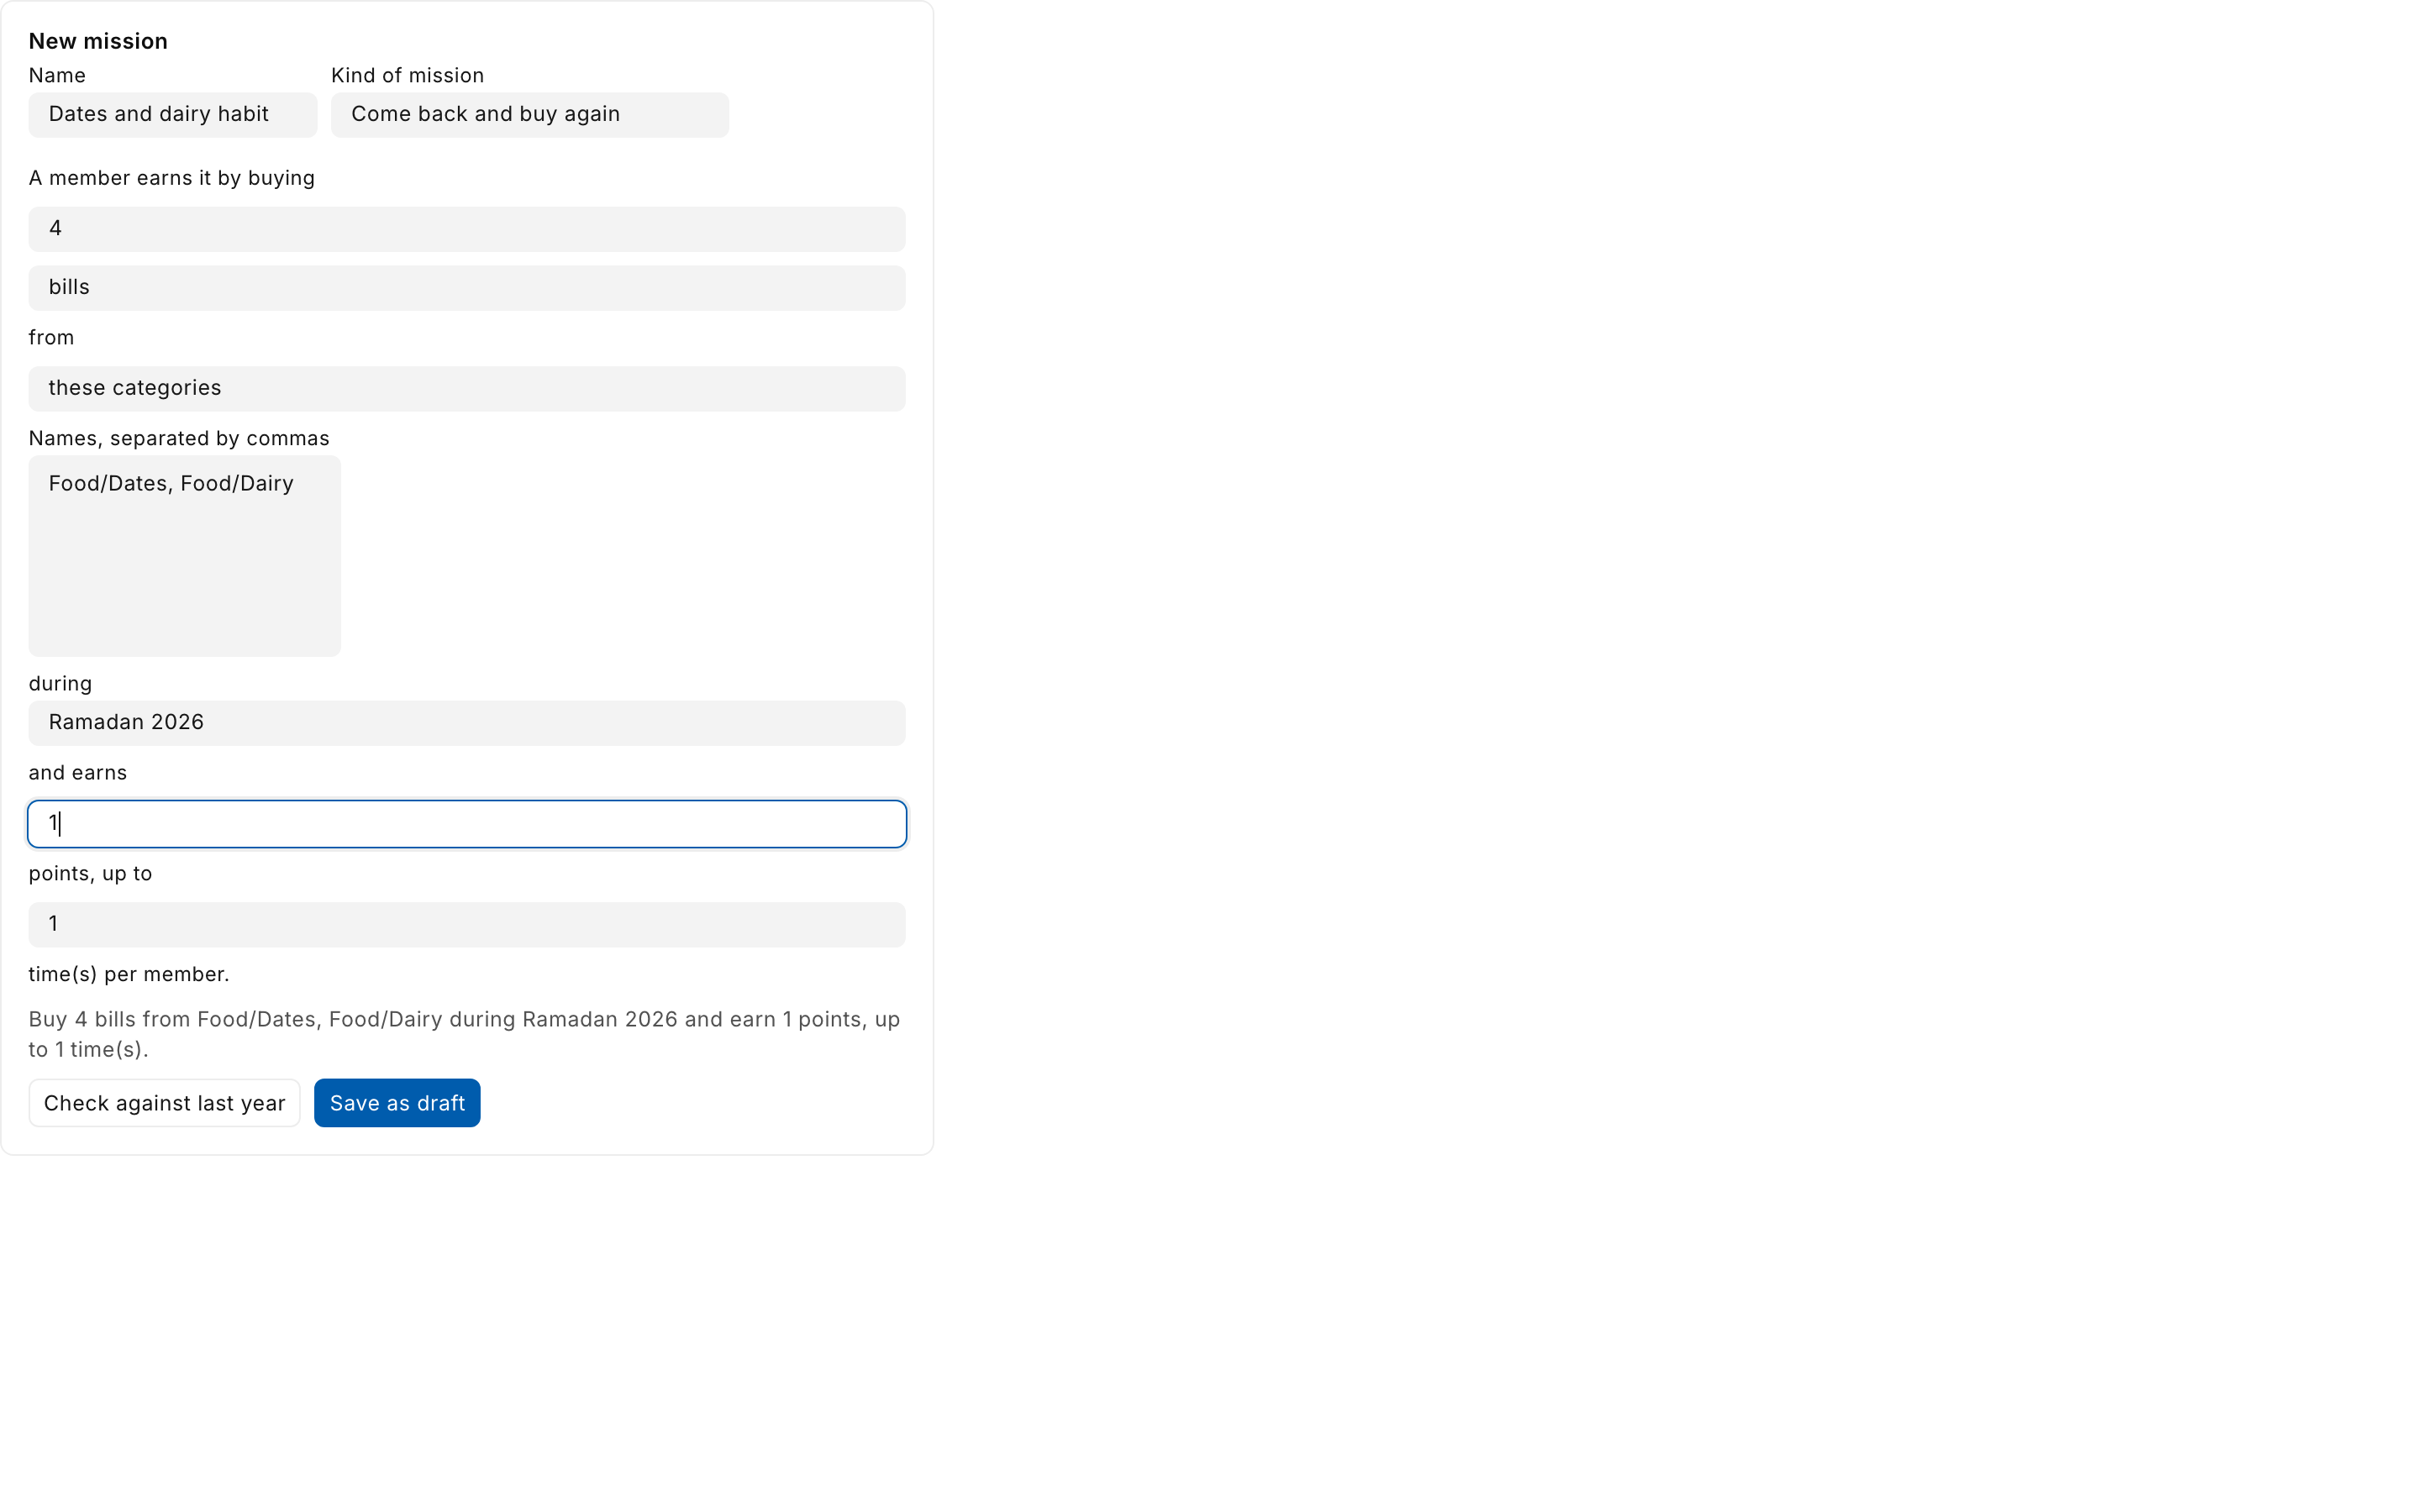 New mission
Name
Kind of mission
Dates and dairy habit
Come back and buy again
A member earns it by buying
4
bills
from
these categories
Names, separated by commas
Food/Dates, Food/Dairy
during
Ramadan 2026
and earns
1
points, up to
1
time(s) per member.
Buy 4 bills from Food/Dates, Food/Dairy during Ramadan 2026 and earn 1 points, up
to 1 time(s).
Check against last year
Save as draft